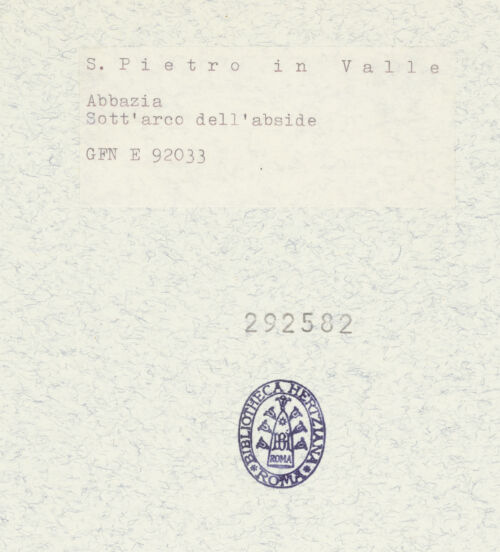 S. Pietro in Valle
Abbazia
Sott'arco dell'abside
GFN E 92033
292582
BIBLIOTHECA HERTZIANA
ROMA
ROMA